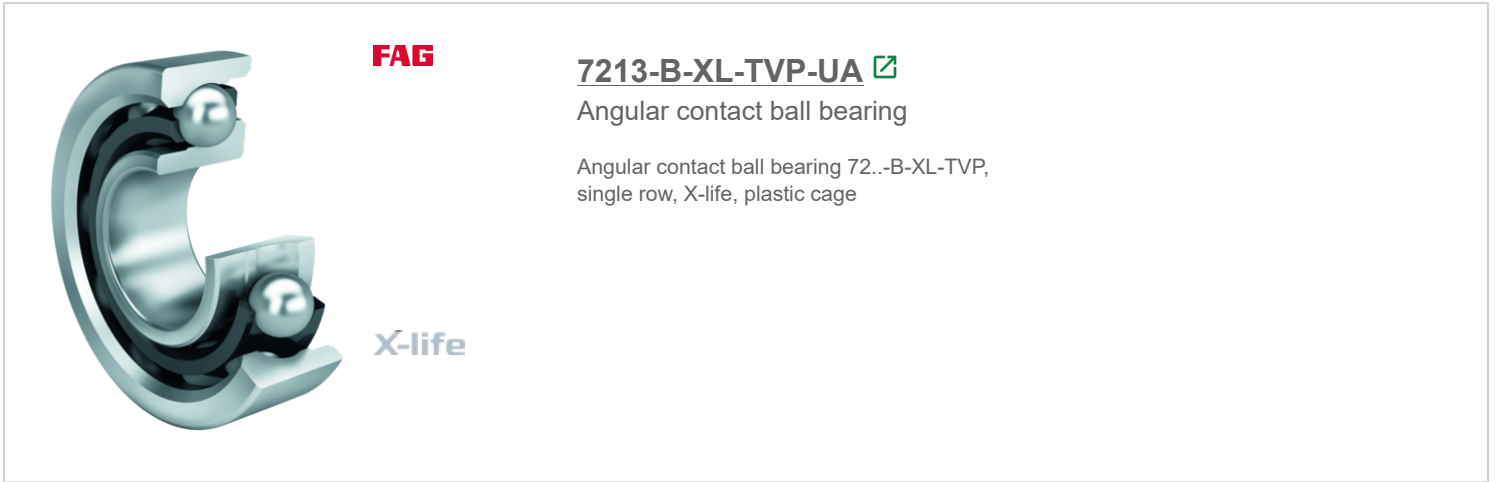 FAG
7213-B-XL-TVP-UA
Angular contact ball bearing
Angular contact ball bearing 72..-B-XL-TVP,
single row, X-life, plastic cage
X-life